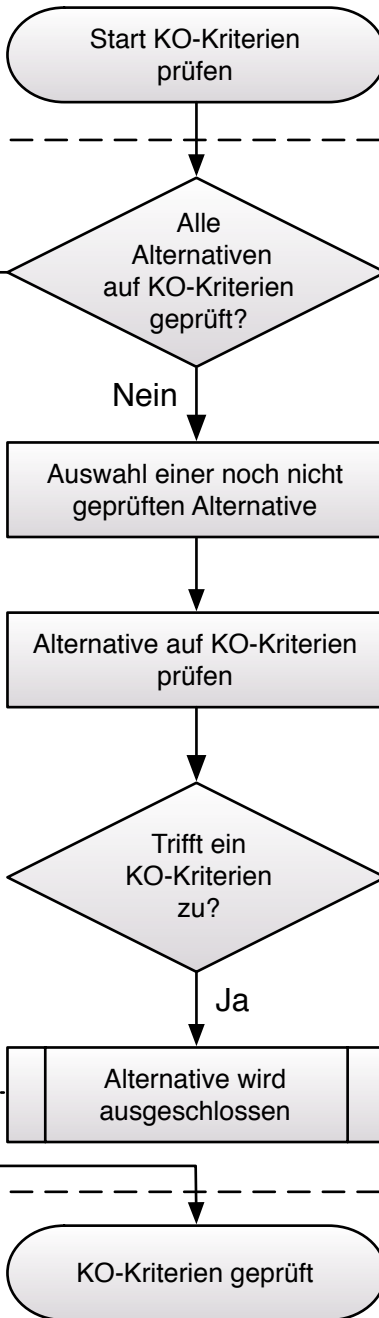 Start KO-Kriterien
prüfen
Alle
Alternativen
auf KO-Kriterien
geprüft?
Nein
Auswahl einer noch nicht
geprüften Alternative
Alternative auf KO-Kriterien
prüfen
Trifft ein
KO-Kriterien
zu?
Ja
Alternative wird
ausgeschlossen
KO-Kriterien geprüft